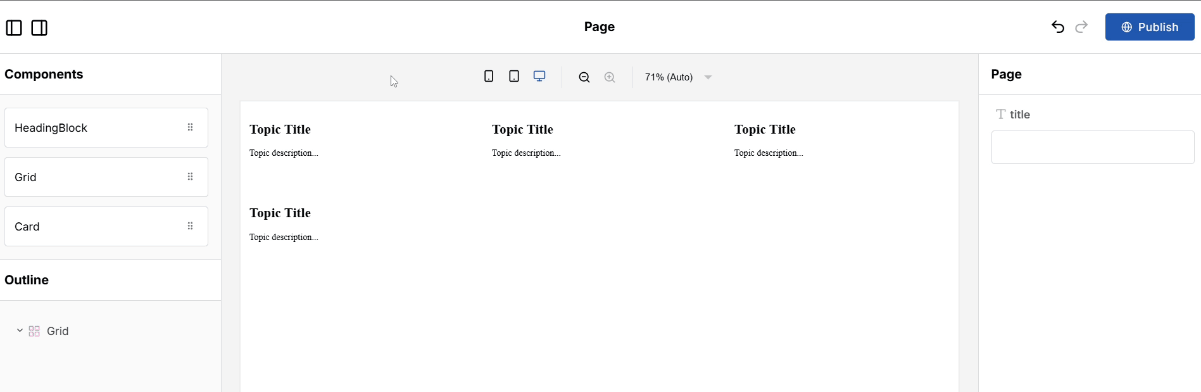 Page
Publish
Components
HeadingBlock
Grid
Card
Outline
Grid
71% (Auto)
Topic Title Topic Title Topic Title
Topic description... Topic description... Topic description...
Topic Title
Topic description...
Page
title